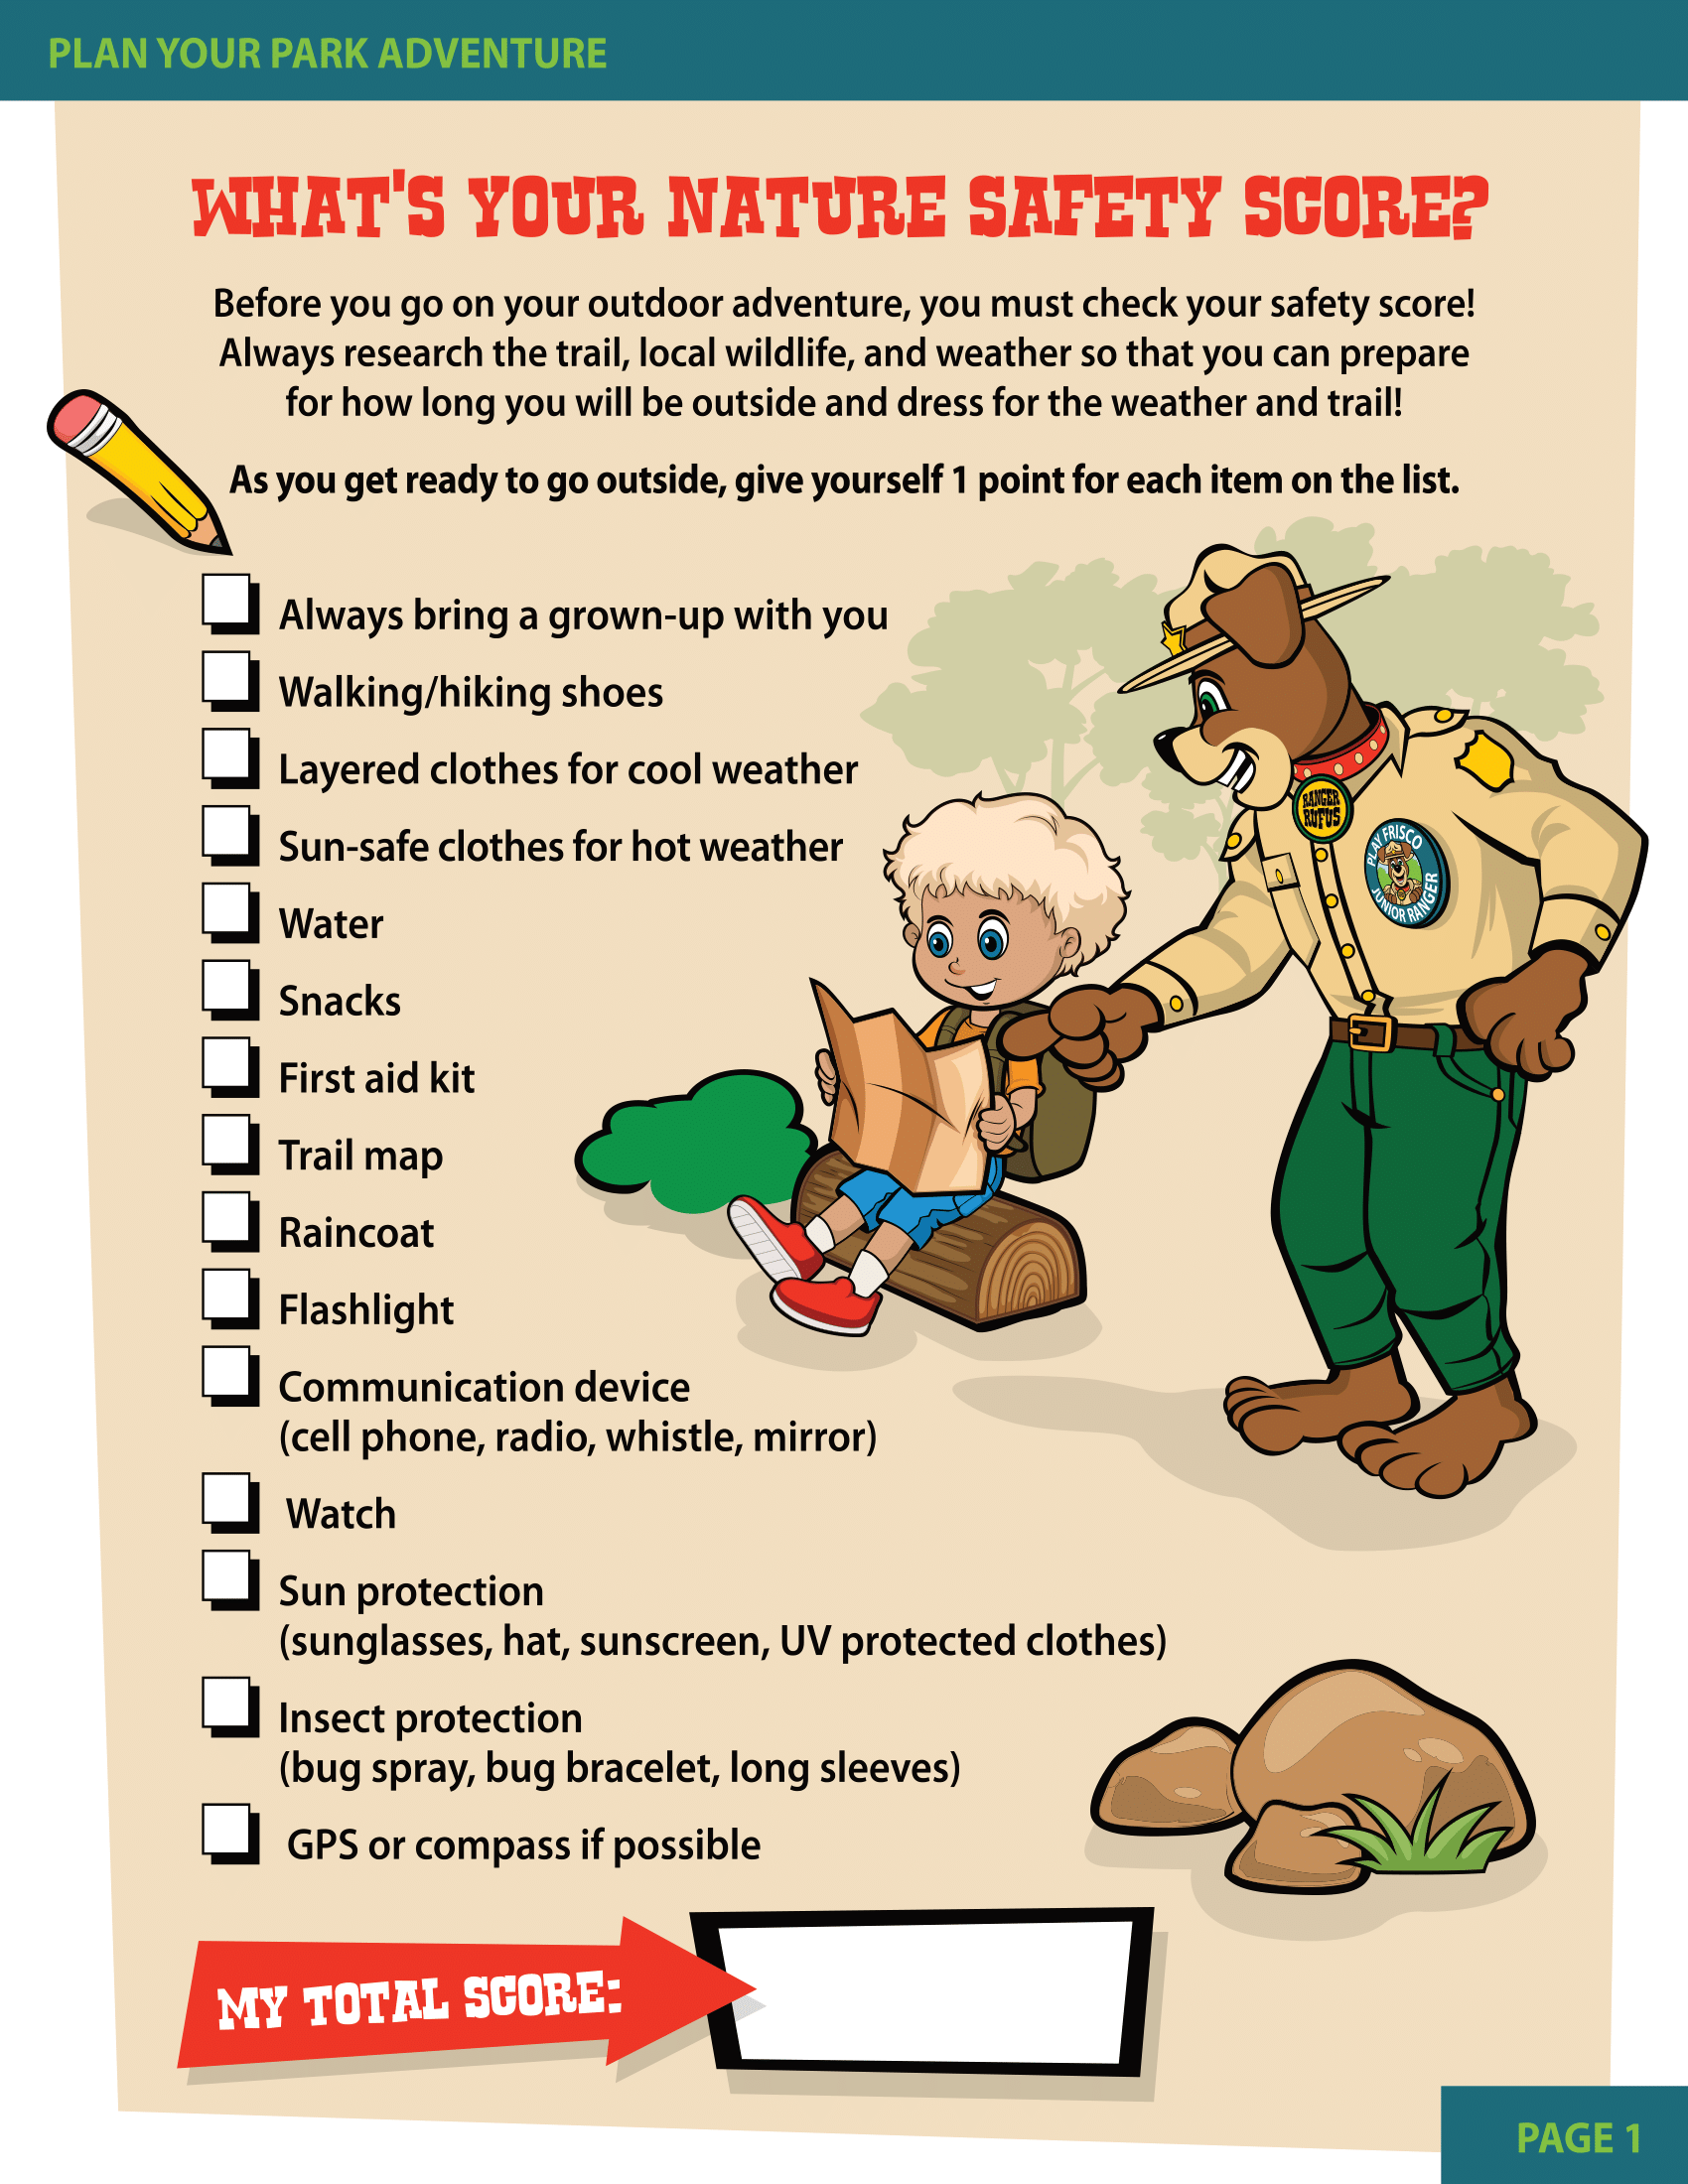 PLAN YOUR PARK ADVENTURE
WHAT'S YOUR NATURE SAFETY SCORE?
Before you go on your outdoor adventure, you must check your safety score!
Always research the trail, local wildlife, and weather so that you can prepare
for how long you will be outside and dress for the weather and trail!
As you get ready to go outside, give yourself 1 point for each item on the list.
Always bring a grown-up with you
Walking/hiking shoes
Layered clothes for cool weather
Sun-safe clothes for hot weather
Water
Snacks
First aid kit
Trail map
Raincoat
Flashlight
Communication device
(cell phone, radio, whistle, mirror)
Watch
Sun protection
(sunglasses, hat, sunscreen, UV protected clothes)
Insect protection
(bug spray, bug bracelet, long sleeves)
GPS or compass if possible
RANGER
RUFUS
PLAY FRISCO
JUNIOR RANGER
MY TOTAL SCORE:
PAGE 1